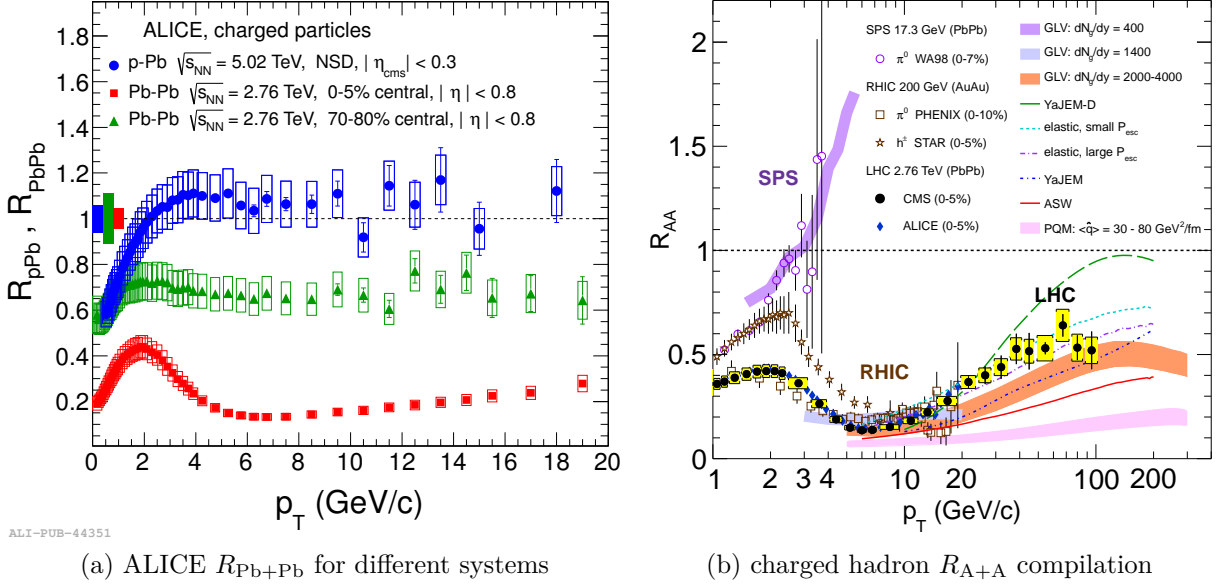 ALICE, charged particles
p-Pb √sNN = 5.02 TeV, NSD, | ηcms | < 0.3
Pb-Pb √sNN = 2.76 TeV, 0-5% central, | η | < 0.8
Pb-Pb √sNN = 2.76 TeV, 70-80% central, | η | < 0.8
RpPb , RPbPb
1.8
1.6
1.4
1.2
1
0.8
0.6
0.4
0.2
0 2 4 6 8 10 12 14 16 18 20
pT (GeV/c)
ALI-PUB-44351
(a) ALICE RPb+Pb for different systems
SPS 17.3 GeV (PbPb)
π0 WA98 (0-7%)
RHIC 200 GeV (AuAu)
π0 PHENIX (0-10%)
h± STAR (0-5%)
LHC 2.76 TeV (PbPb)
CMS (0-5%)
ALICE (0-5%)
GLV: dNg/dy = 400
GLV: dNg/dy = 1400
GLV: dNg/dy = 2000-4000
YaJEM-D
elastic, small Pesc
elastic, large Pesc
YaJEM
ASW
PQM: <q̂> = 30 - 80 GeV2/fm
SPS
RHIC
LHC
RAA
2
1.5
1
0.5
0
1 2 3 4 10 20 100 200
pT (GeV/c)
(b) charged hadron RA+A compilation